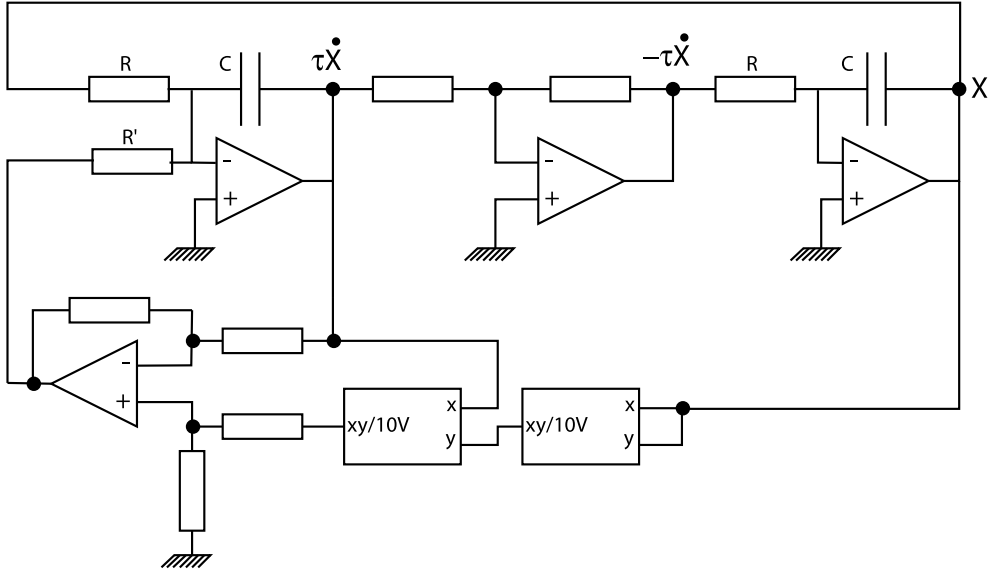 τẊ
−τẊ
R C R C X
R'
- - -
+ + +
-
+
x x
xy/10V xy/10V
y y